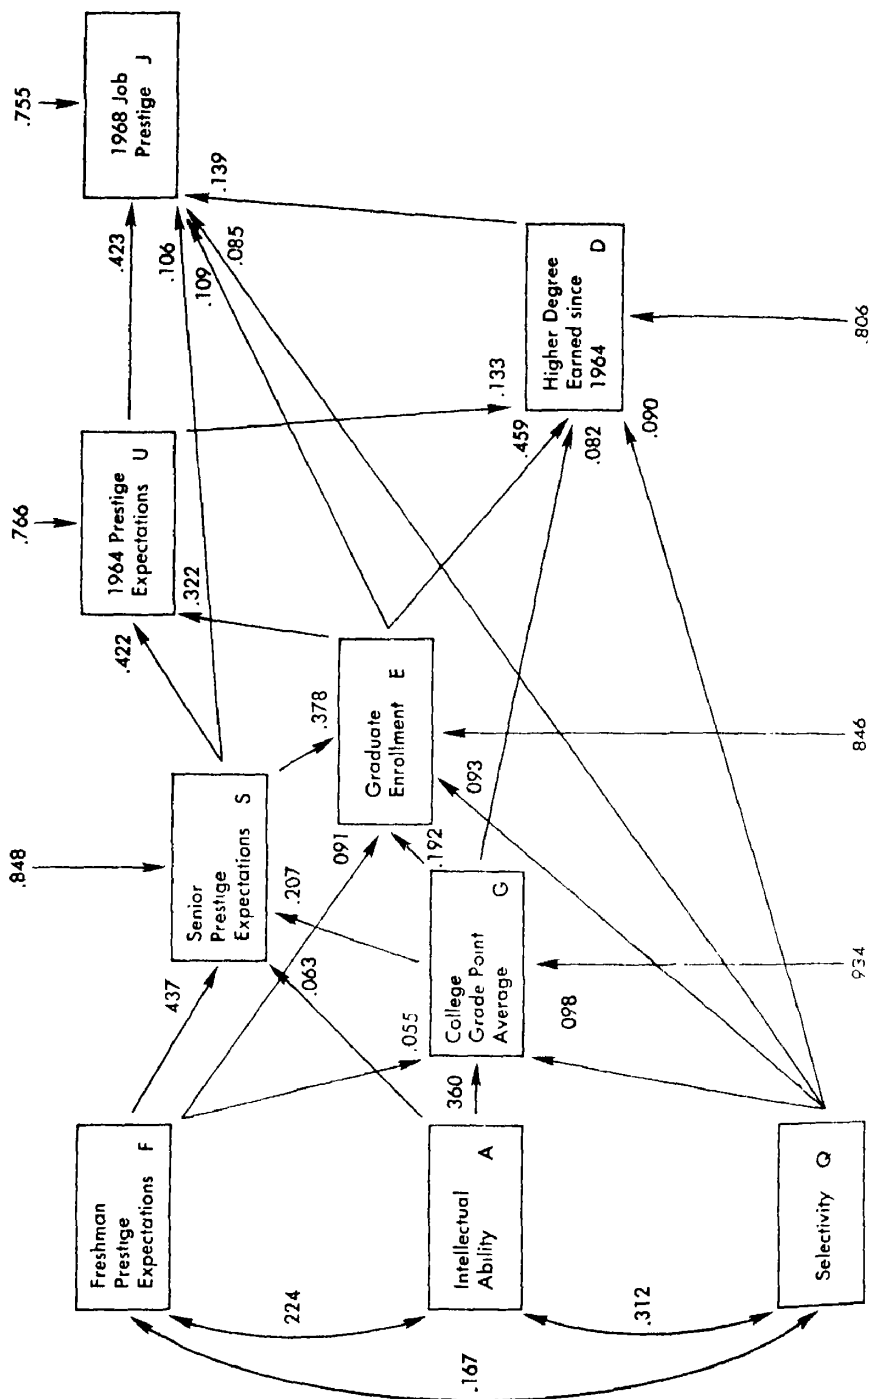 Freshman
Prestige
Expectations F
Intellectual
Ability A
Selectivity Q
224
.312
.167
437
.063
.055
360
098
Senior
Prestige
Expectations S
.848
College
Grade Point
Average G
934
.207
091
.192
.378
093
Graduate
Enrollment E
846
.422
.322
1964 Prestige
Expectations U
.766
.423
.133
.459
.082
.090
Higher Degree
Earned since
1964 D
.806
.106
.109
.085
.139
1968 Job
Prestige J
.755